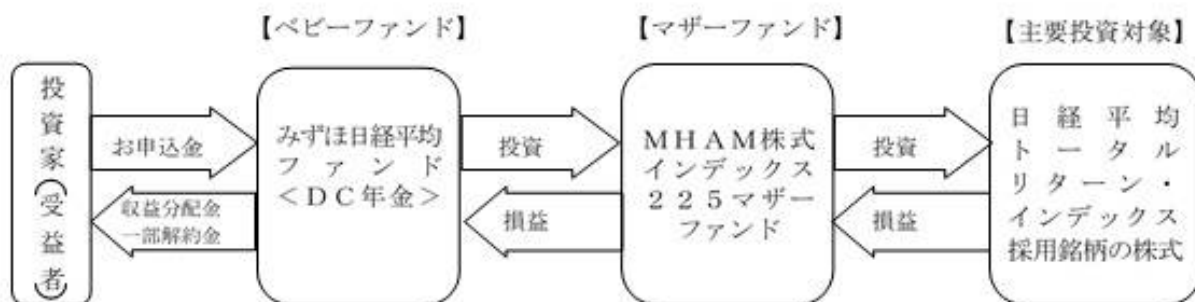 【ベビーファンド】
【マザーファンド】
【主要投資対象】
投資家(受益者)
お申込金
収益分配金
一部解約金
みずほ日経平均
ファンド
<DC年金>
投資
損益
MHAM株式
インデックス
225マザー
ファンド
投資
損益
日経平均
トータル
リターン・
インデックス
採用銘柄の株式